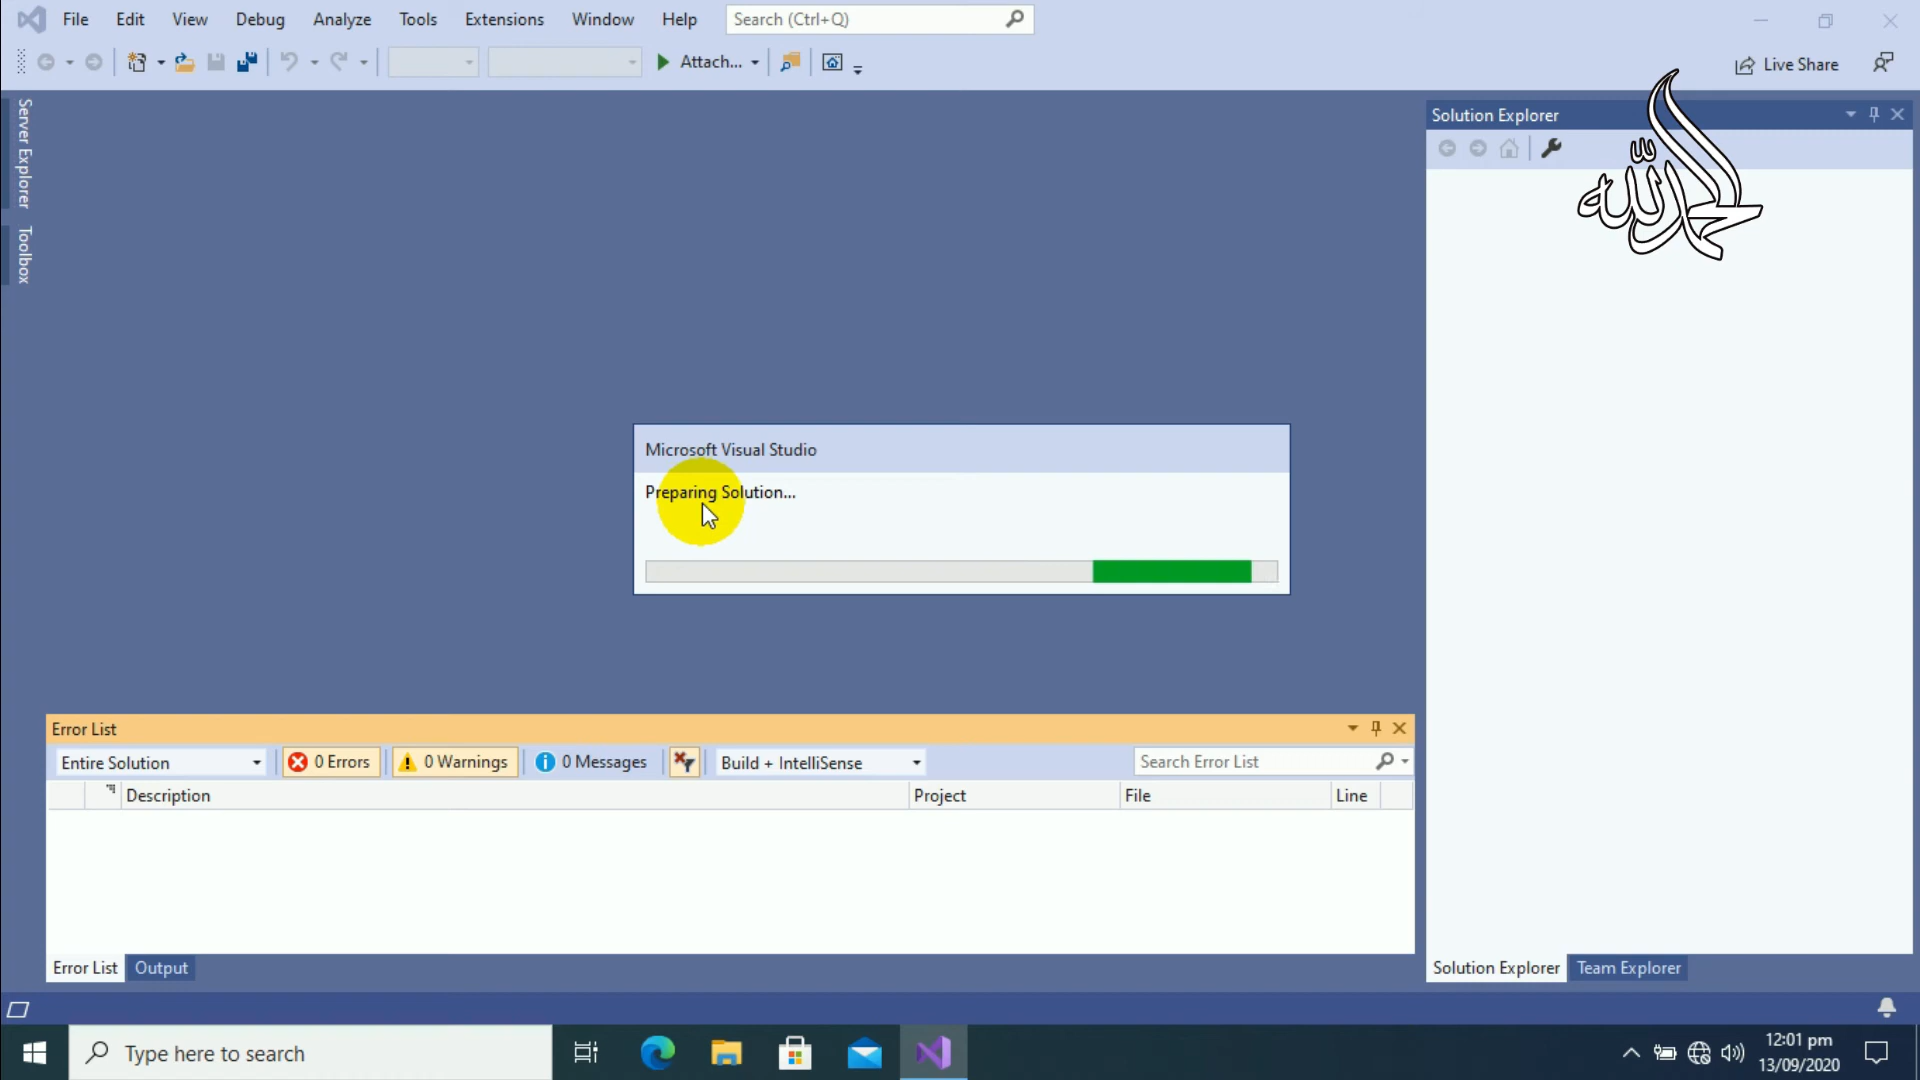 File Edit View Debug Analyze Tools Extensions Window Help Search (Ctrl+Q)
Attach... Live Share
Server Explorer
Toolbox
Solution Explorer
الحمد لله
Microsoft Visual Studio
Preparing Solution...
Error List
Entire Solution 0 Errors 0 Warnings 0 Messages Build + IntelliSense Search Error List
Description Project File Line
Error List Output
Solution Explorer Team Explorer
Type here to search
12:01 pm
13/09/2020